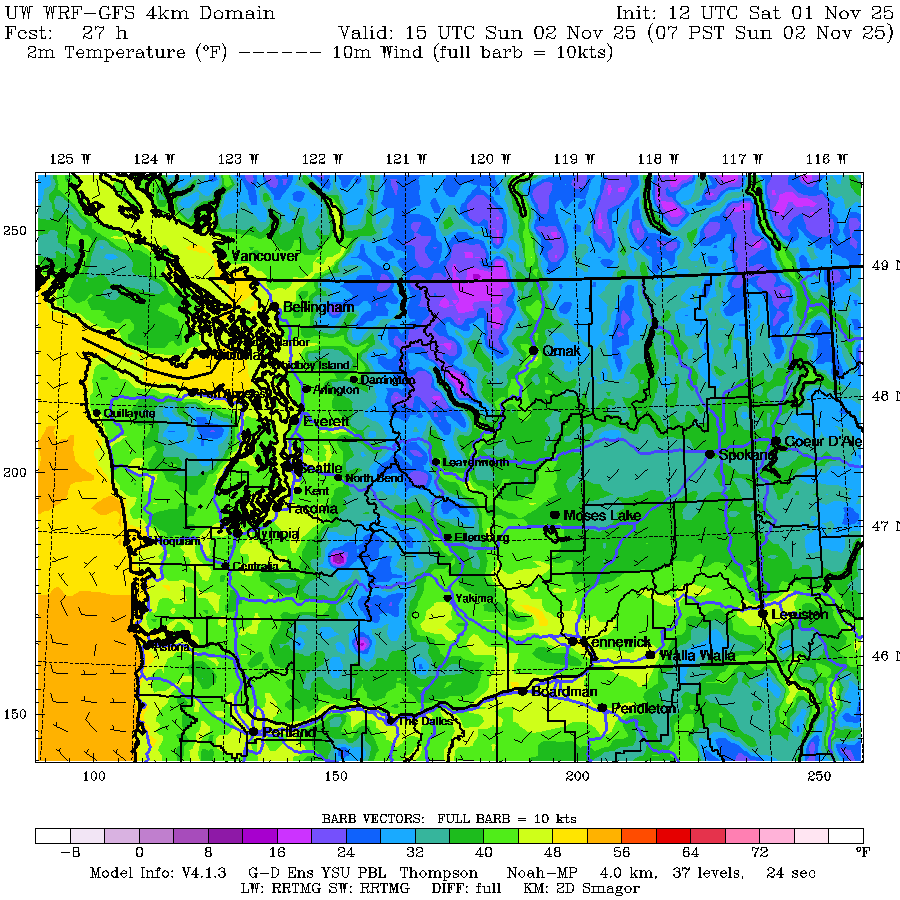 UW WRF-GFS 4km Domain Init: 12 UTC Sat 01 Nov 25
Fcst: 27 h Valid: 15 UTC Sun 02 Nov 25 (07 PST Sun 02 Nov 25)
2m Temperature (°F) ------ 10m Wind (full barb = 10kts)
125 W 124 W 123 W 122 W 121 W 120 W 119 W 118 W 117 W 116 W
250
Vancouver
49 N
Bellingham
Omak
Darrington
Arlington
48 N
Quillayute
Everett
Coeur D'Ale
Spokane
Leavenworth
200
Seattle
North Bend
Kent
Tacoma
Moses Lake
47 N
Olympia
Ellensburg
Hoquiam
Centralia
Yakima
Lewiston
Kennewick
Astoria
Walla Walla
46 N
Boardman
Pendleton
150
The Dalles
Portland
100 150 200 250
BARB VECTORS: FULL BARB = 10 kts
-8 0 8 16 24 32 40 48 56 64 72 °F
Model Info: V4.1.3 G-D Ens YSU PBL Thompson Noah-MP 4.0 km, 37 levels, 24 sec
LW: RRTMG SW: RRTMG DIFF: full KM: 2D Smagor